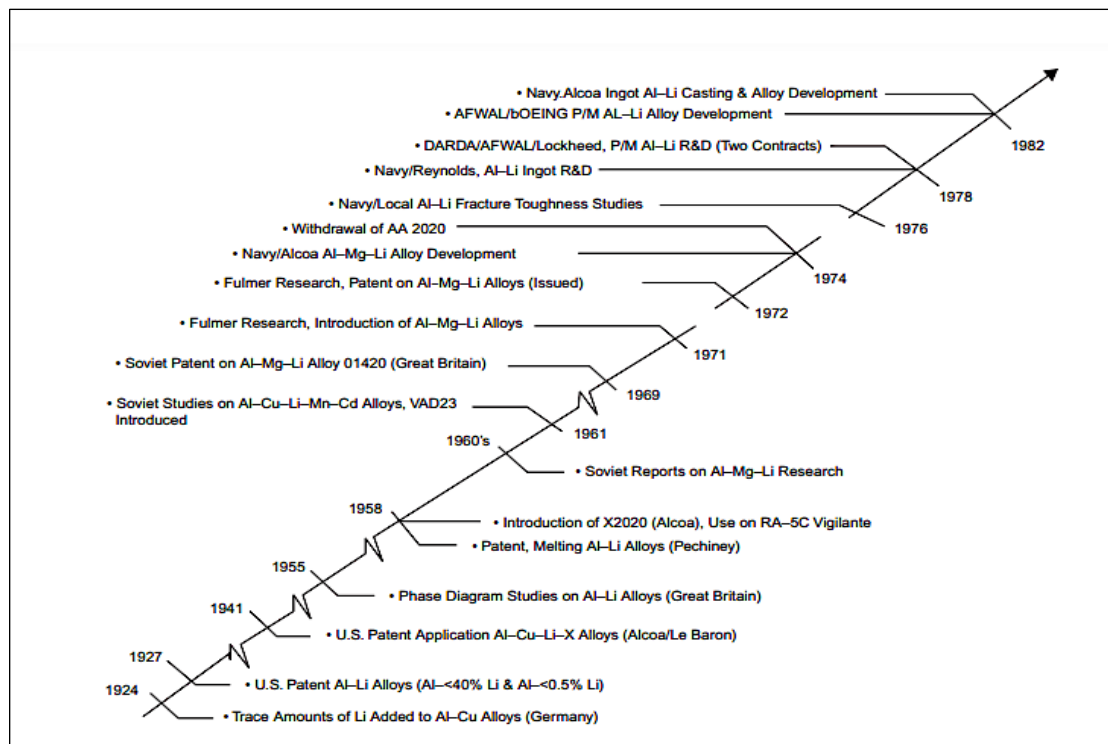 • Navy.Alcoa Ingot Al–Li Casting & Alloy Development
• AFWAL/bOEING P/M AL–Li Alloy Development
1982
• DARDA/AFWAL/Lockheed, P/M Al–Li R&D (Two Contracts)
• Navy/Reynolds, Al–Li Ingot R&D
1978
• Navy/Local Al–Li Fracture Toughness Studies
1976
• Withdrawal of AA 2020
• Navy/Alcoa Al–Mg–Li Alloy Development
1974
• Fulmer Research, Patent on Al–Mg–Li Alloys (Issued)
1972
• Fulmer Research, Introduction of Al–Mg–Li Alloys
1971
• Soviet Patent on Al–Mg–Li Alloy 01420 (Great Britain)
1969
• Soviet Studies on Al–Cu–Li–Mn–Cd Alloys, VAD23
Introduced
1961
1960's
• Soviet Reports on Al–Mg–Li Research
1958
• Introduction of X2020 (Alcoa), Use on RA–5C Vigilante
• Patent, Melting Al–Li Alloys (Pechiney)
1955
• Phase Diagram Studies on Al–Li Alloys (Great Britain)
1941
• U.S. Patent Application Al–Cu–Li–X Alloys (Alcoa/Le Baron)
1927
• U.S. Patent Al–Li Alloys (Al–<40% Li & Al–<0.5% Li)
1924
• Trace Amounts of Li Added to Al–Cu Alloys (Germany)